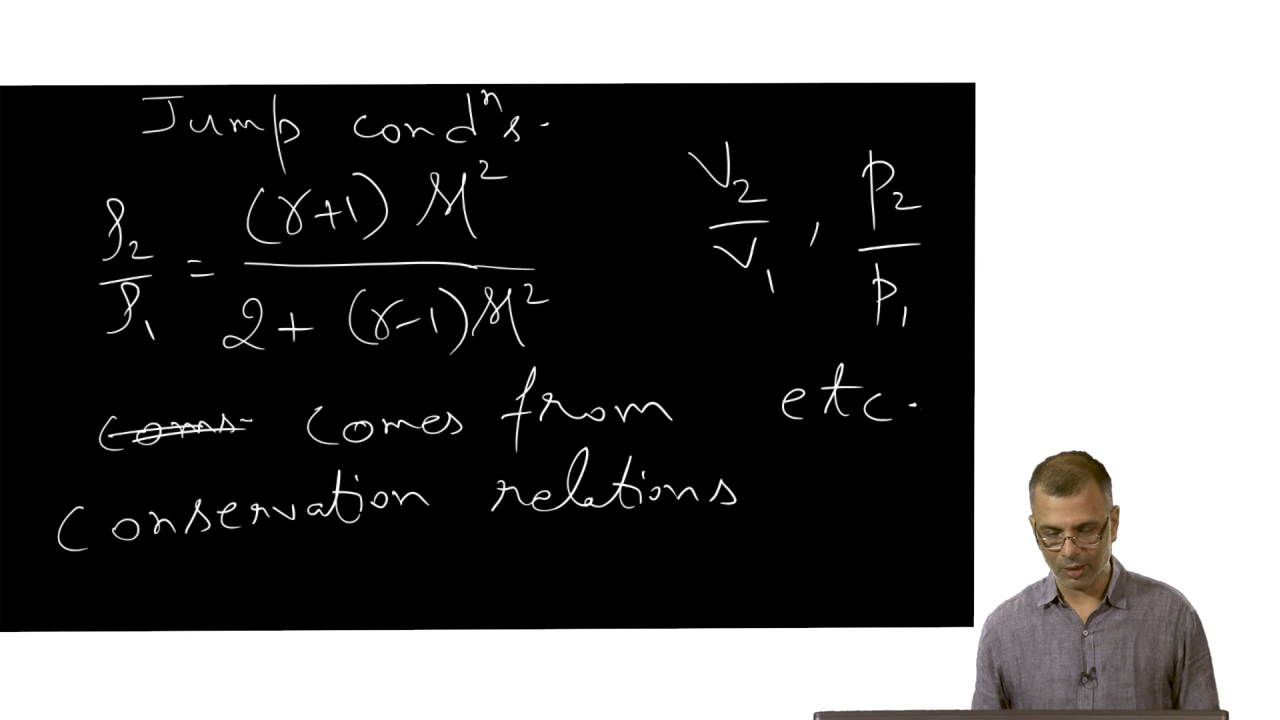 Jump condⁿs.
ρ₂/ρ₁ = (γ+1) M² / 2 + (γ-1)M²
v₂/v₁ , p₂/p₁
comes from etc.
conservation relations